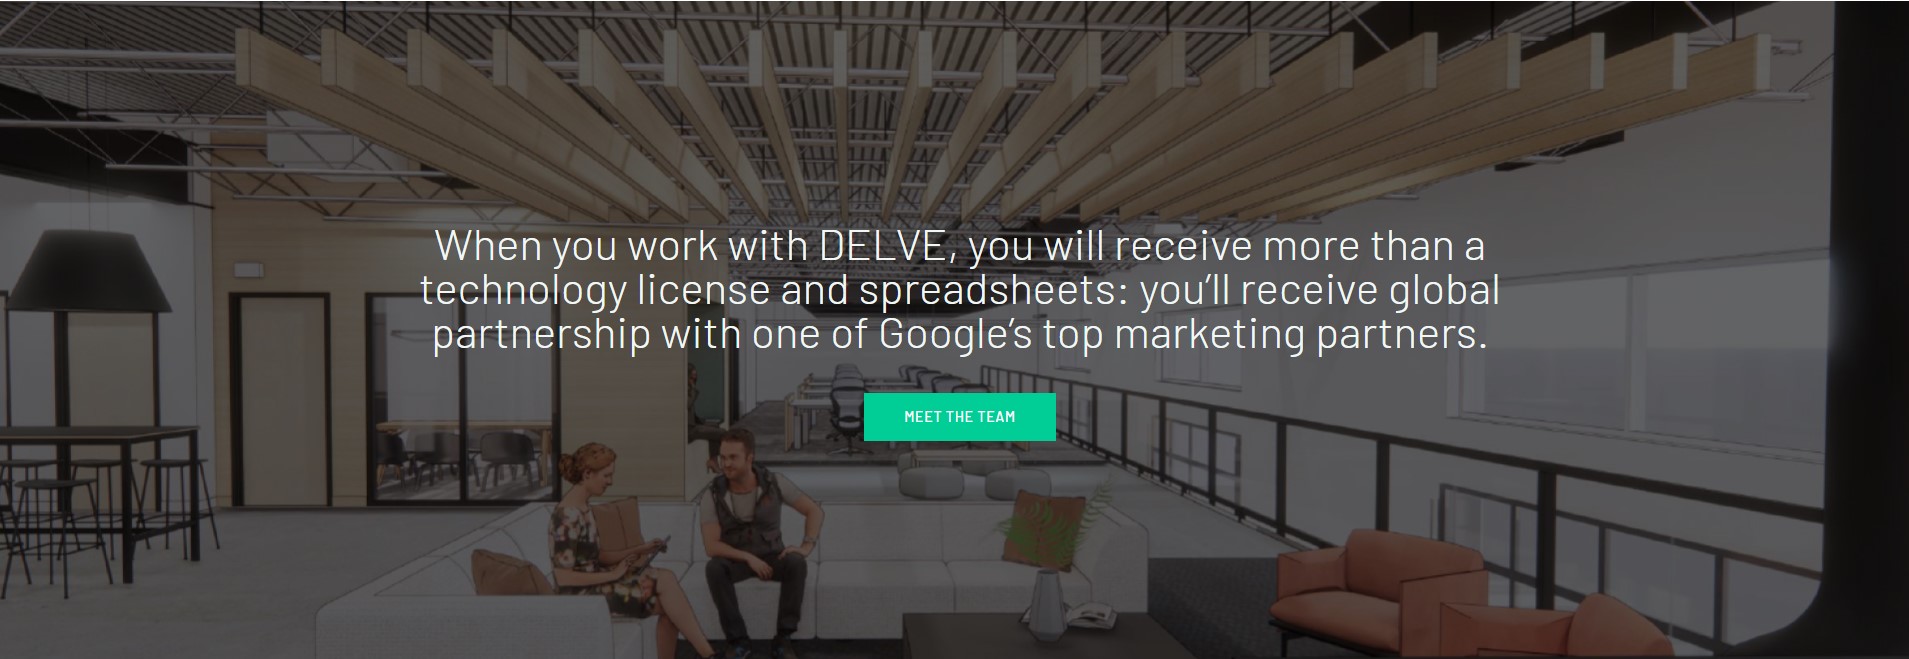 When you work with DELVE, you will receive more than a
technology license and spreadsheets: you’ll receive global
partnership with one of Google’s top marketing partners.
MEET THE TEAM